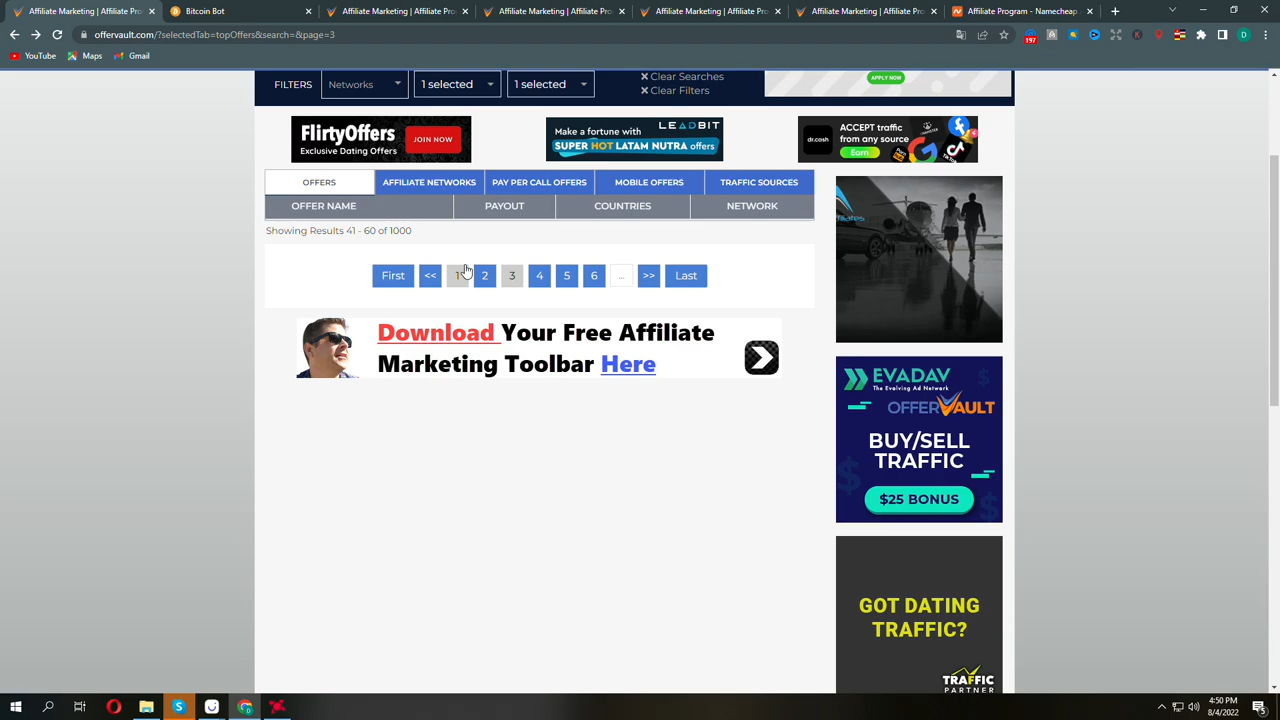 Affiliate Marketing | Affiliate Pro
Bitcoin Bot
Affiliate Marketing | Affiliate Pro
Affiliate Marketing | Affiliate Pro
Affiliate Marketing | Affiliate Pro
Affiliate Marketing | Affiliate Pro
Affiliate Program - Namecheap
offervault.com/?selectedTab=topOffers&search=&page=3
197
D
YouTube
Maps
Gmail
FILTERS
Networks
1 selected
1 selected
Clear Searches
Clear Filters
APPLY NOW
FlirtyOffers
Exclusive Dating Offers
JOIN NOW
LEADBIT
Make a fortune with
SUPER HOT LATAM NUTRA offers
dr.cash
ACCEPT traffic
from any source
Earn
OFFERS
AFFILIATE NETWORKS
PAY PER CALL OFFERS
MOBILE OFFERS
TRAFFIC SOURCES
OFFER NAME
PAYOUT
COUNTRIES
NETWORK
Showing Results 41 - 60 of 1000
First << 1 2 3 4 5 6 ... >> Last
Download Your Free Affiliate
Marketing Toolbar Here
EVADAV
The Evolving Ad Network
OFFERVAULT
BUY/SELL
TRAFFIC
$25 BONUS
GOT DATING
TRAFFIC?
TRAFFIC
PARTNER
4:50 PM
8/4/2022